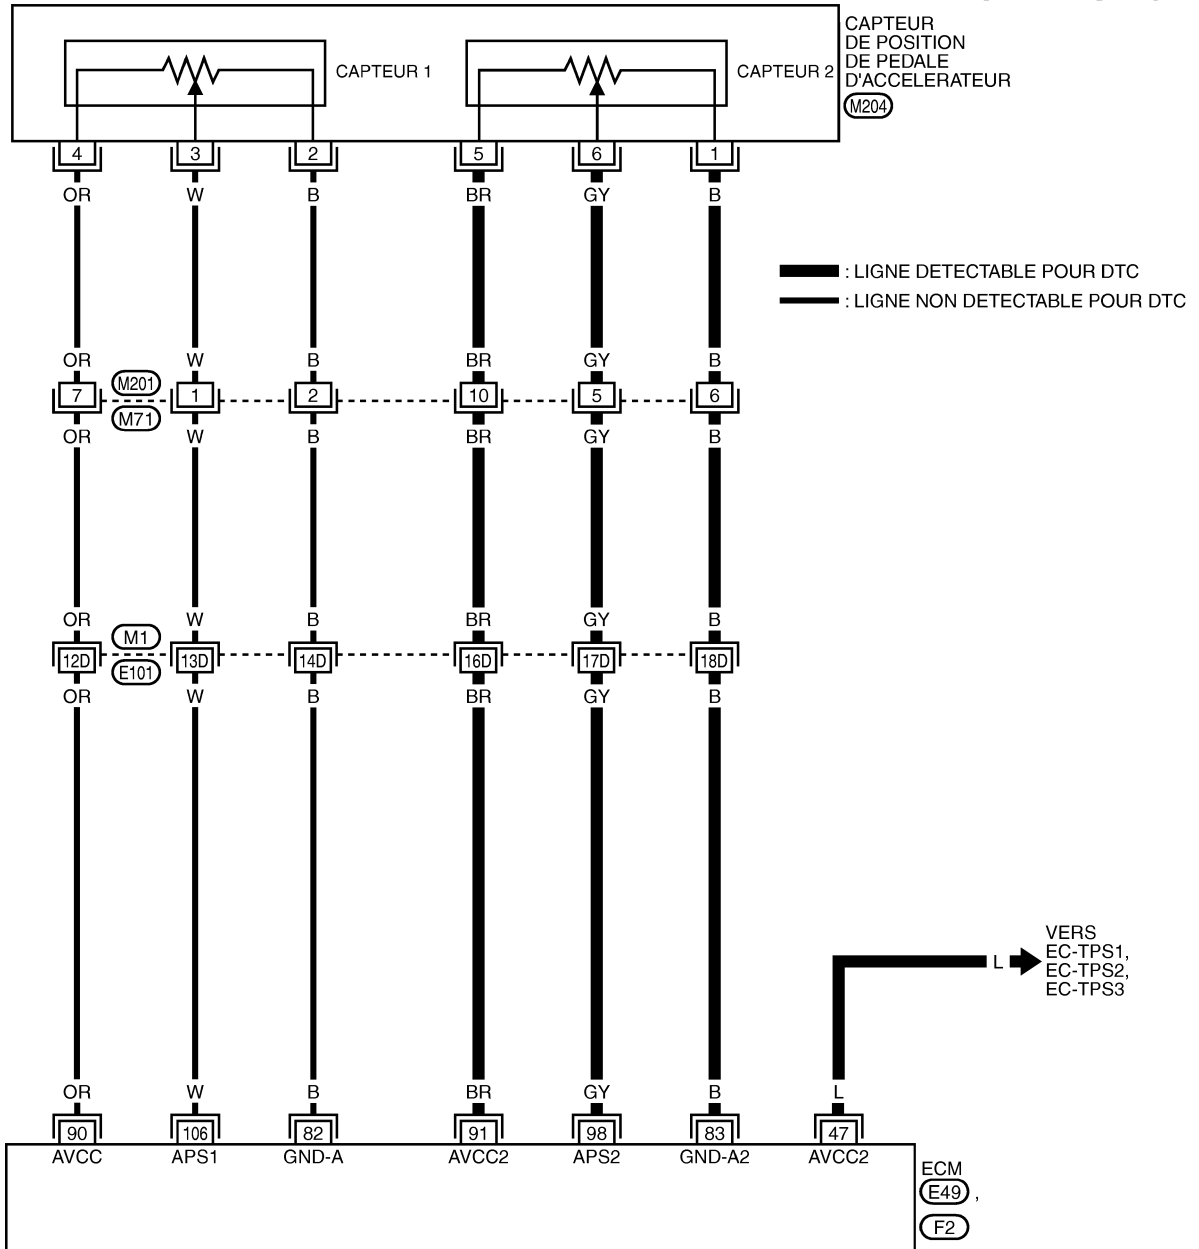 CAPTEUR
DE POSITION
DE PEDALE
D'ACCELERATEUR
M204
CAPTEUR 1
CAPTEUR 2
4 3 2 5 6 1
OR W B BR GY B
: LIGNE DETECTABLE POUR DTC
: LIGNE NON DETECTABLE POUR DTC
OR W B BR GY B
M201
7 1 2 10 5 6
M71
OR W B BR GY B
OR W B BR GY B
M1
12D 13D 14D 16D 17D 18D
E101
OR W B BR GY B
VERS
EC-TPS1,
EC-TPS2,
EC-TPS3
L
OR W B BR GY B L
90 106 82 91 98 83 47
AVCC APS1 GND-A AVCC2 APS2 GND-A2 AVCC2
ECM
E49 ,
F2